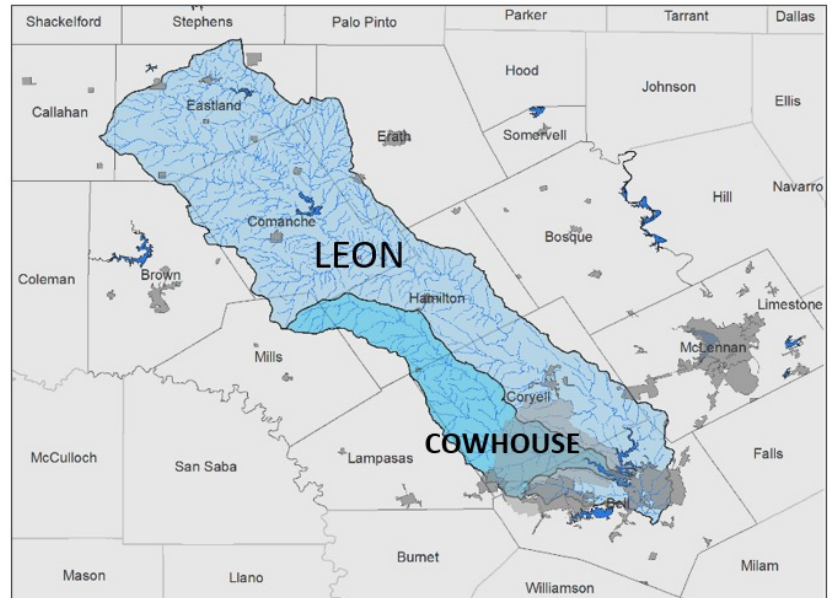 Shackelford
Stephens
Palo Pinto
Parker
Tarrant
Dallas
Hood
Johnson
Callahan
Eastland
Ellis
Erath
Somervell
Hill
Navarro
Comanche
Bosque
LEON
Coleman
Brown
Hamilton
Limestone
Mills
McLennan
Coryell
COWHOUSE
McCulloch
San Saba
Lampasas
Falls
Bell
Burnet
Milam
Mason
Llano
Williamson